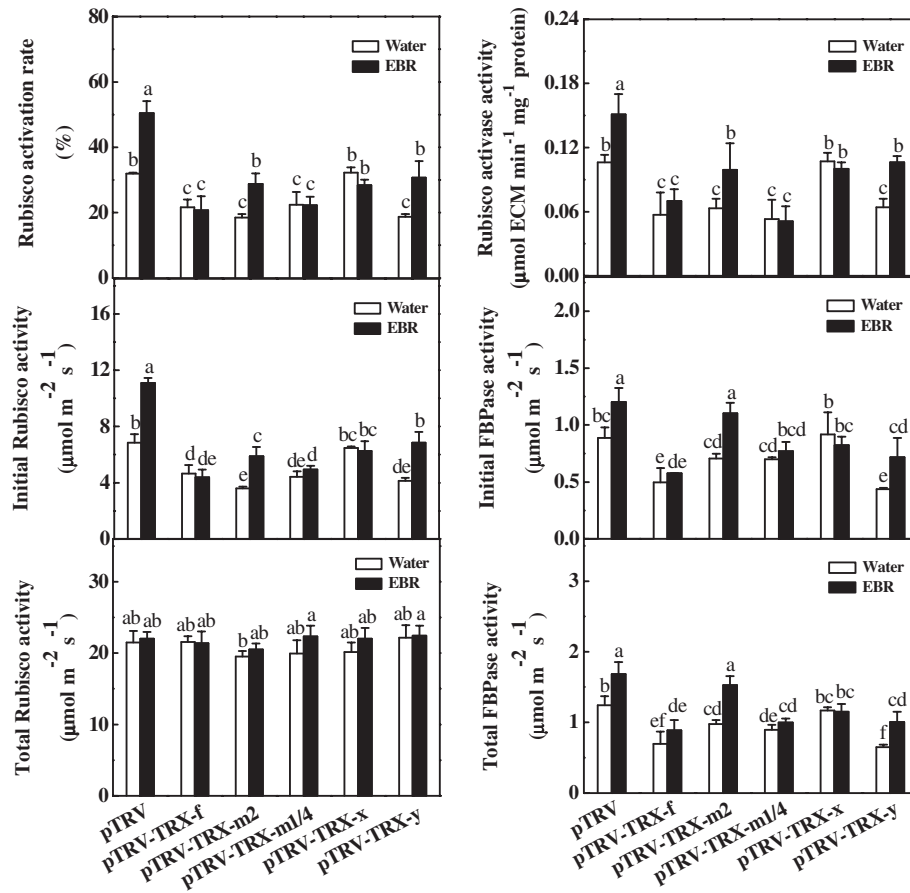 Rubisco activation rate
(%)
80
60
40
20
0
Water
EBR
b a c c c b c c b b c b
Rubisco activase activity
(µmol ECM min-1 mg-1 protein)
0.24
0.18
0.12
0.06
0.00
Water
EBR
b a c c c b c c b b c b
Initial Rubisco activity
(µmol m-2 s-1)
16
12
8
4
0
Water
EBR
b a d de e c de d bc bc de b
Initial FBPase activity
(µmol m-2 s-1)
2.0
1.5
1.0
0.5
0.0
Water
EBR
bc a e de cd a cd bcd b bc e cd
Total Rubisco activity
(µmol m-2 s-1)
30
20
10
0
Water
EBR
ab ab ab ab b ab ab a ab ab ab a
pTRV
pTRV-TRX-f
pTRV-TRX-m2
pTRV-TRX-m1/4
pTRV-TRX-x
pTRV-TRX-y
Total FBPase activity
(µmol m-2 s-1)
3
2
1
0
Water
EBR
b a ef de cd a de cd bc bc f cd
pTRV
pTRV-TRX-f
pTRV-TRX-m2
pTRV-TRX-m1/4
pTRV-TRX-x
pTRV-TRX-y